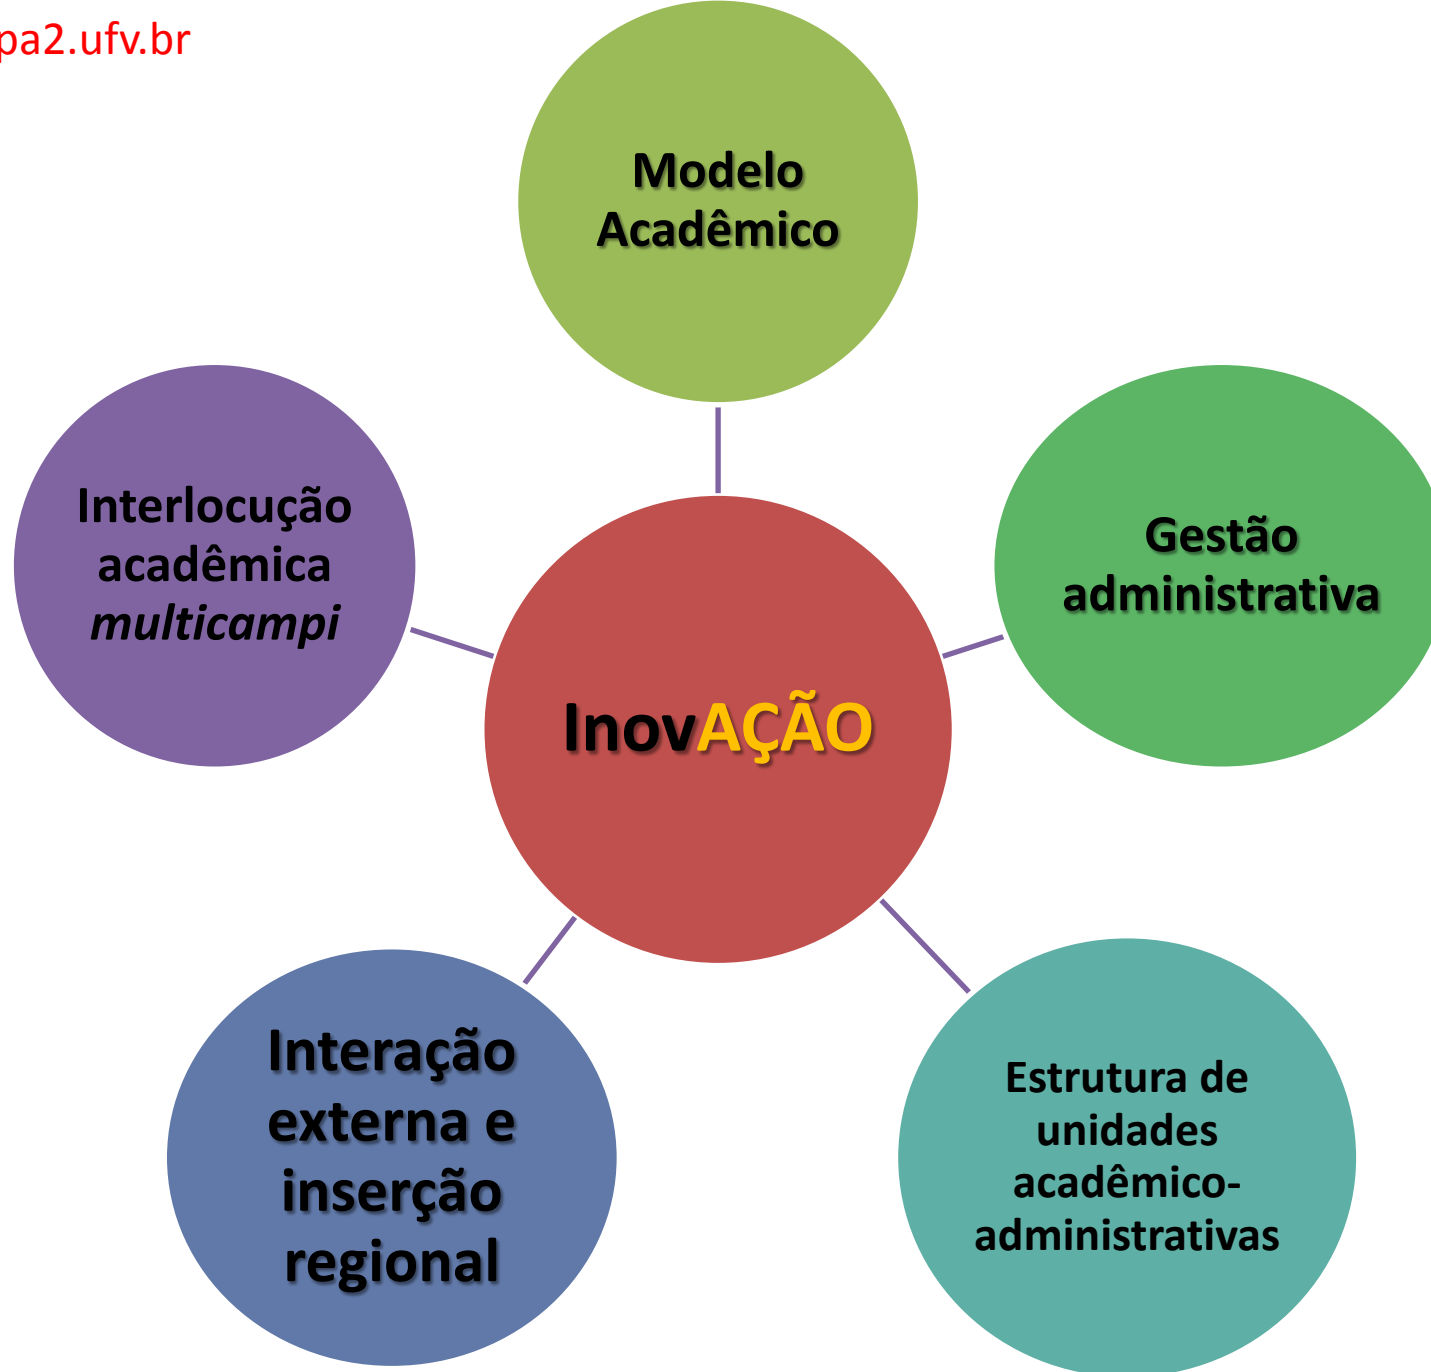 pa2.ufv.br
Modelo
Acadêmico
Interlocução
acadêmica
multicampi
Gestão
administrativa
InovAÇÃO
Interação
externa e
inserção
regional
Estrutura de
unidades
acadêmico-
administrativas